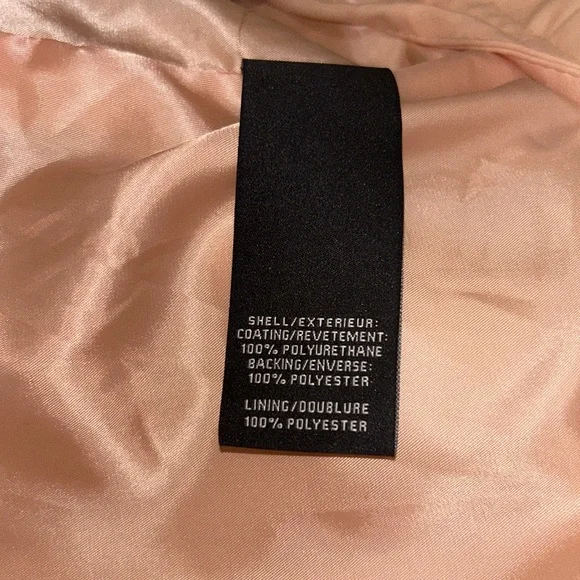 SHELL/EXTERIEUR:
COATING/REVETEMENT:
100% POLYURETHANE
BACKING/ENVERSE:
100% POLYESTER
LINING/DOUBLURE
100% POLYESTER